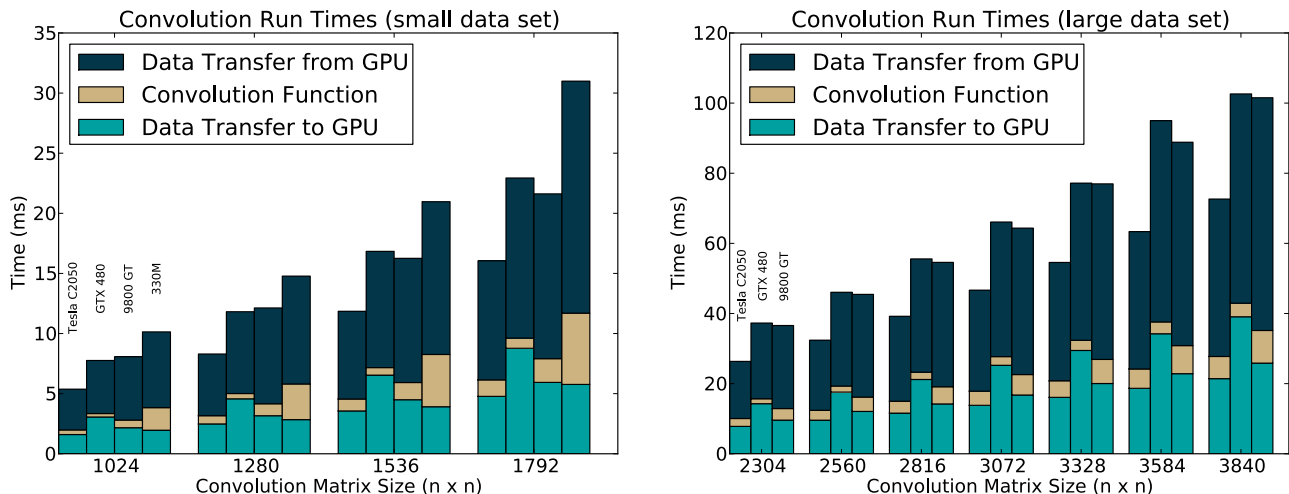 Convolution Run Times (small data set)
35
30
25
20
15
10
5
0
Time (ms)
Data Transfer from GPU
Convolution Function
Data Transfer to GPU
Tesla C2050
GTX 480
9800 GT
330M
1024 1280 1536 1792
Convolution Matrix Size (n x n)
Convolution Run Times (large data set)
120
100
80
60
40
20
0
Time (ms)
Data Transfer from GPU
Convolution Function
Data Transfer to GPU
Tesla C2050
GTX 480
9800 GT
2304 2560 2816 3072 3328 3584 3840
Convolution Matrix Size (n x n)